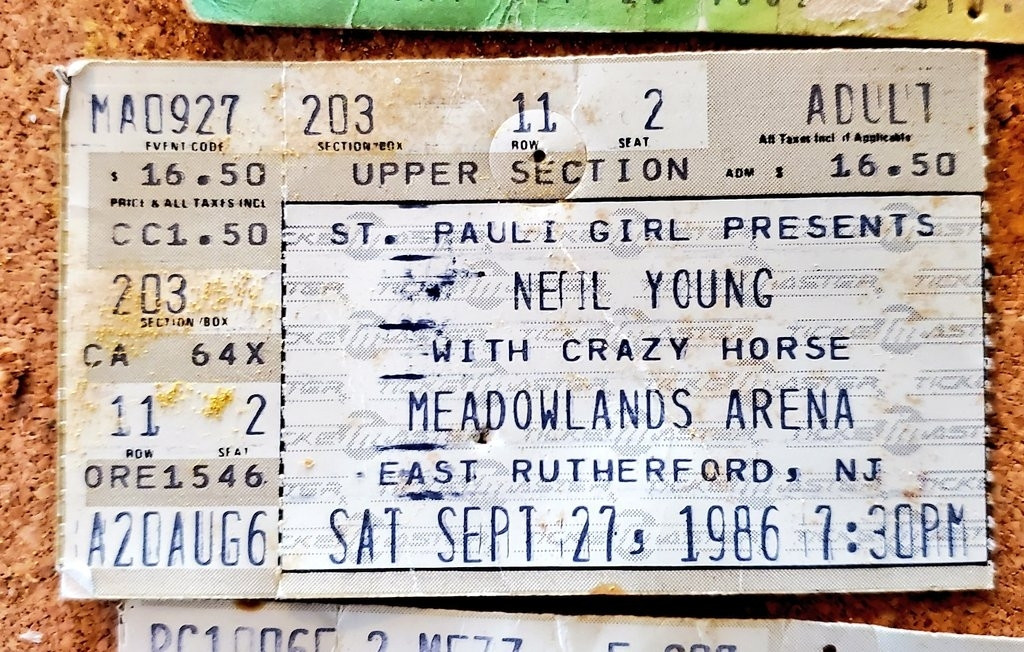 MA0927 203 11 2 ADULT
EVENT CODE SECTION/BOX ROW SEAT All Taxes Incl if Applicable
$ 16.50 UPPER SECTION ADM $ 16.50
PRICE & ALL TAXES INCL
CC1.50
203
SECTION/BOX
CA 64X
11 2
ROW SEAT
ORE1546
A20AUG6
ST. PAULI GIRL PRESENTS
NEIL YOUNG
WITH CRAZY HORSE
MEADOWLANDS ARENA
EAST RUTHERFORD, NJ
SAT SEPT 27, 1986 7:30PM